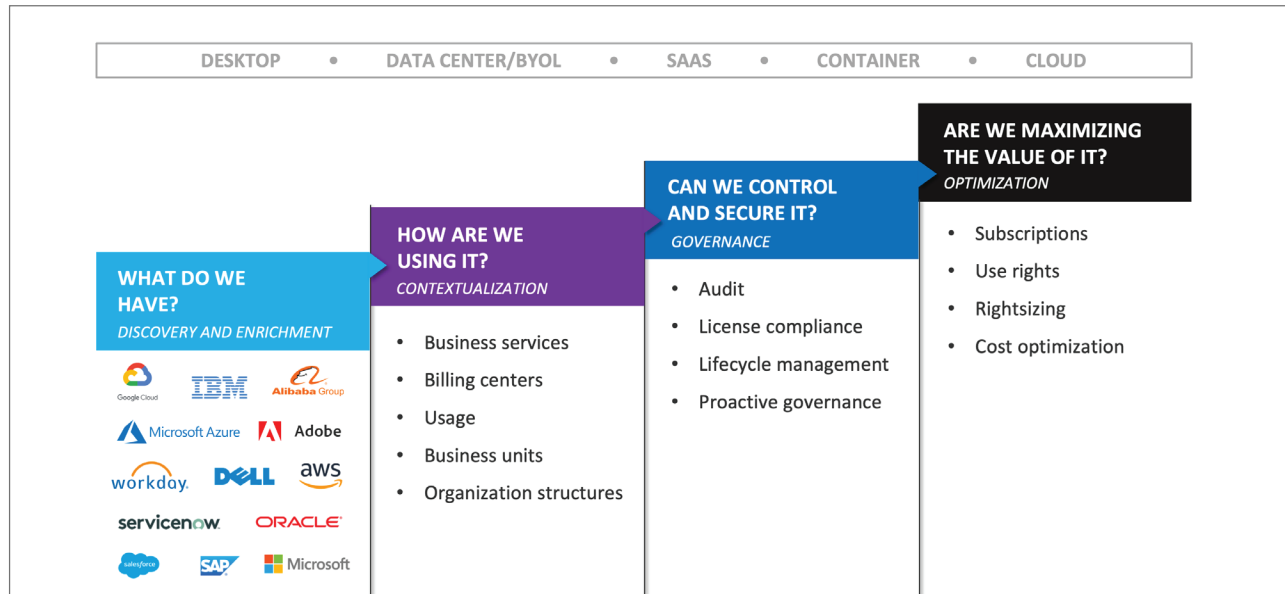 DESKTOP • DATA CENTER/BYOL • SAAS • CONTAINER • CLOUD
WHAT DO WE
HAVE?
DISCOVERY AND ENRICHMENT
Google Cloud
IBM
Alibaba Group
Microsoft Azure
Adobe
workday.
DELL
aws
servicenow.
ORACLE
salesforce
SAP
Microsoft
HOW ARE WE
USING IT?
CONTEXTUALIZATION
• Business services
• Billing centers
• Usage
• Business units
• Organization structures
CAN WE CONTROL
AND SECURE IT?
GOVERNANCE
• Audit
• License compliance
• Lifecycle management
• Proactive governance
ARE WE MAXIMIZING
THE VALUE OF IT?
OPTIMIZATION
• Subscriptions
• Use rights
• Rightsizing
• Cost optimization